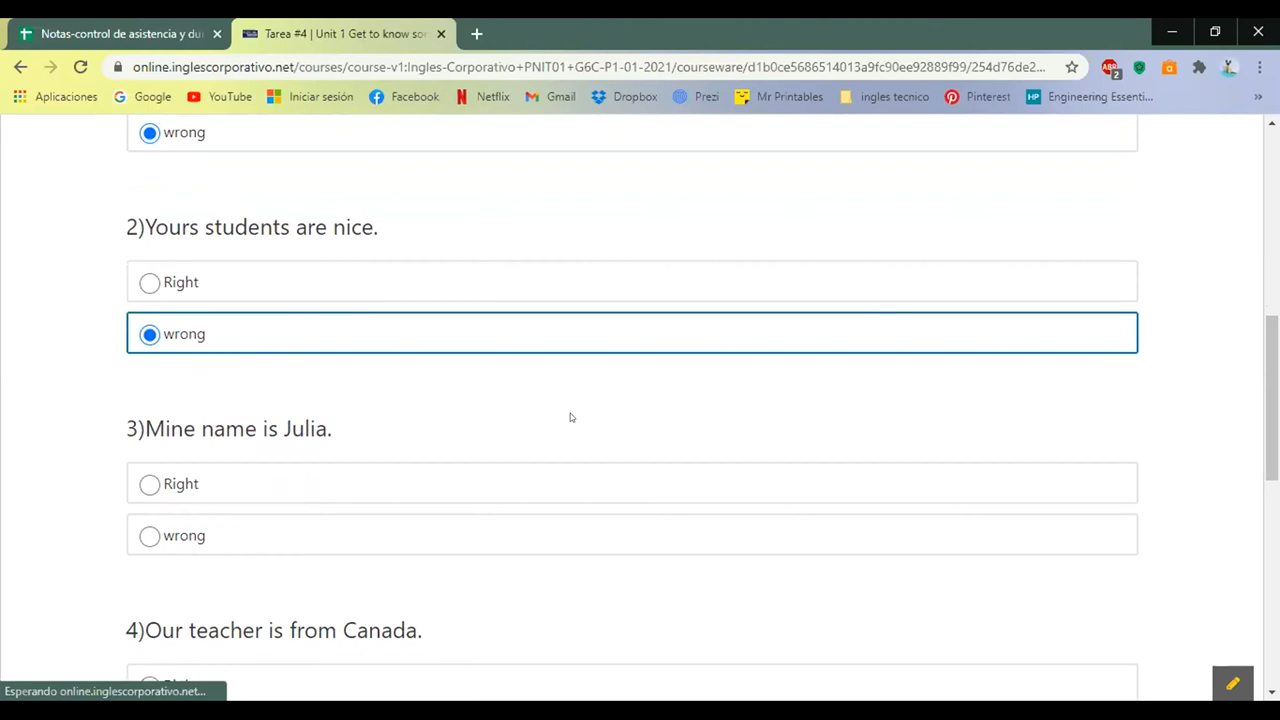 Notas-control de asistencia y du
Tarea #4 | Unit 1 Get to know so
online.inglescorporativo.net/courses/course-v1:Ingles-Corporativo+PNIT01+G6C-P1-01-2021/courseware/d1b0ce5686514013a9fc90ee92889f99/254d76de2...
ABP
2
Aplicaciones Google YouTube Iniciar sesión Facebook Netflix Gmail Dropbox Prezi Mr Printables ingles tecnico Pinterest HP Engineering Essenti... »
wrong
2)Yours students are nice.
Right
wrong
3)Mine name is Julia.
Right
wrong
4)Our teacher is from Canada.
Esperando online.inglescorporativo.net...